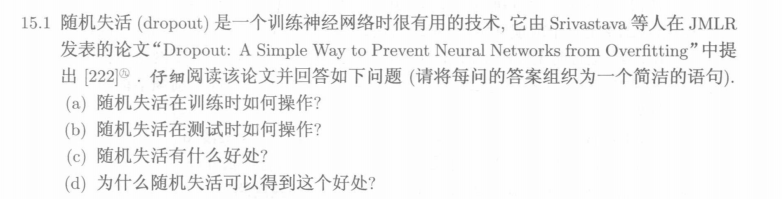 15.1 随机失活 (dropout) 是一个训练神经网络时很有用的技术, 它由 Srivastava 等人在 JMLR
发表的论文“Dropout: A Simple Way to Prevent Neural Networks from Overfitting”中提
出 [222]. 仔细阅读该论文并回答如下问题 (请将每问的答案组织为一个简洁的语句).
(a) 随机失活在训练时如何操作?
(b) 随机失活在测试时如何操作?
(c) 随机失活有什么好处?
(d) 为什么随机失活可以得到这个好处?